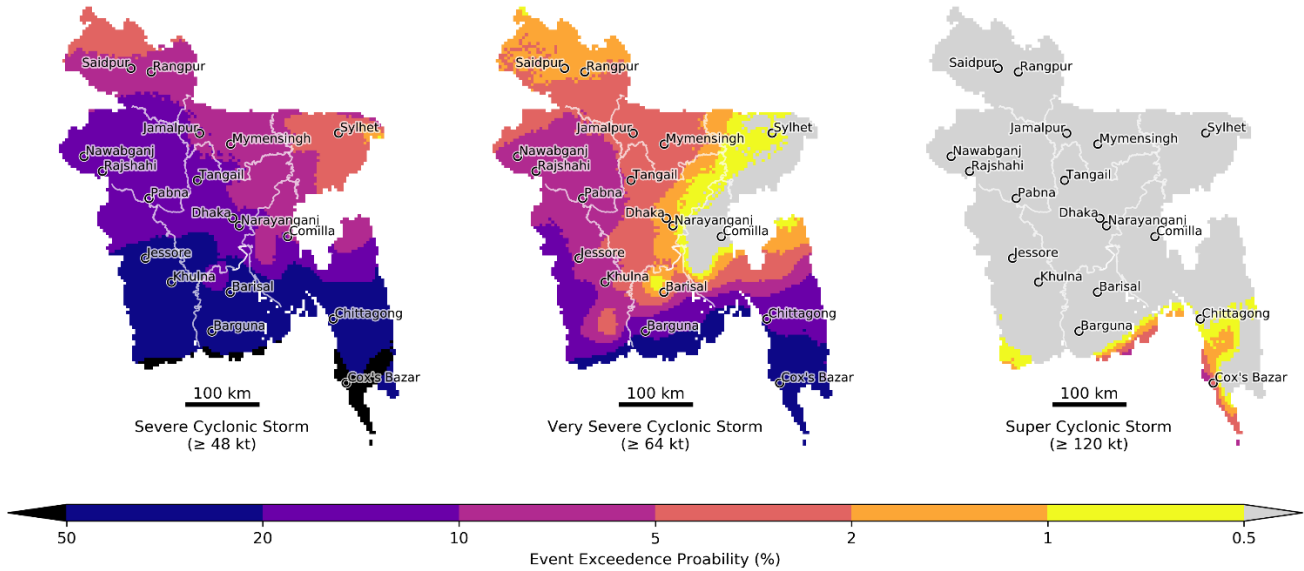 Saidpur
Rangpur
Jamalpur
Mymensingh
Sylhet
Nawabganj
Rajshahi
Tangail
Pabna
Dhaka
Narayanganj
Comilla
Jessore
Khulna
Barisal
Barguna
Chittagong
Cox's Bazar
100 km
Severe Cyclonic Storm
(≥ 48 kt)
Saidpur
Rangpur
Jamalpur
Mymensingh
Sylhet
Nawabganj
Rajshahi
Tangail
Pabna
Dhaka
Narayanganj
Comilla
Jessore
Khulna
Barisal
Barguna
Chittagong
Cox's Bazar
100 km
Very Severe Cyclonic Storm
(≥ 64 kt)
Saidpur
Rangpur
Jamalpur
Mymensingh
Sylhet
Nawabganj
Rajshahi
Tangail
Pabna
Dhaka
Narayanganj
Comilla
Jessore
Khulna
Barisal
Barguna
Chittagong
Cox's Bazar
100 km
Super Cyclonic Storm
(≥ 120 kt)
50 20 10 5 2 1 0.5
Event Exceedence Proability (%)